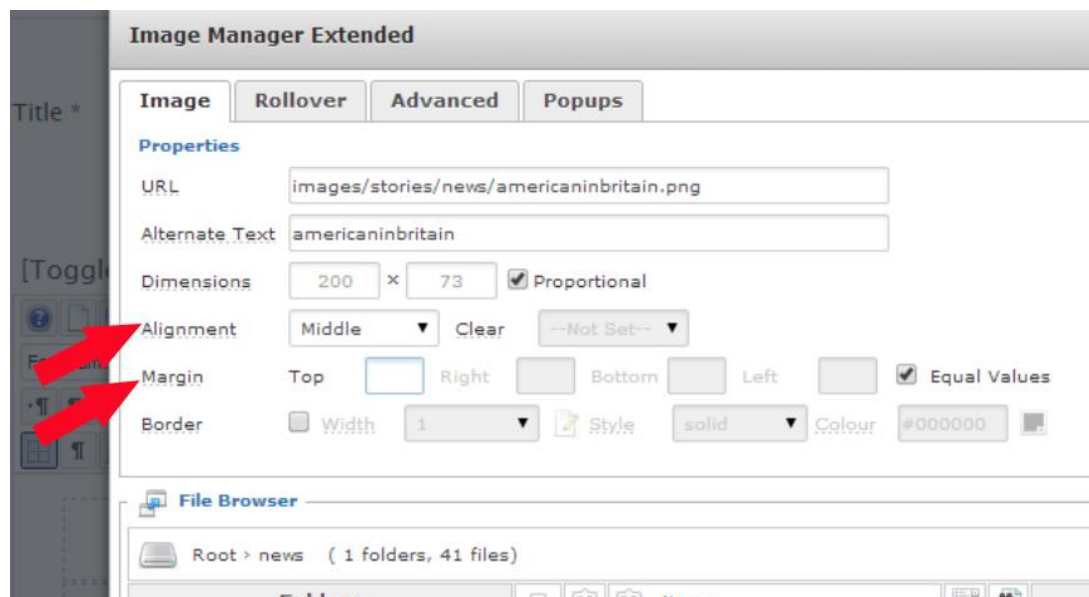 Image Manager Extended
Title *
Image Rollover Advanced Popups
Properties
URL images/stories/news/americaninbritain.png
Alternate Text americaninbritain
[Toggl
Dimensions 200 × 73 Proportional
Alignment Middle Clear --Not Set--
Margin Top Right Bottom Left Equal Values
Border Width 1 Style solid Colour #000000
File Browser
Root › news ( 1 folders, 41 files)